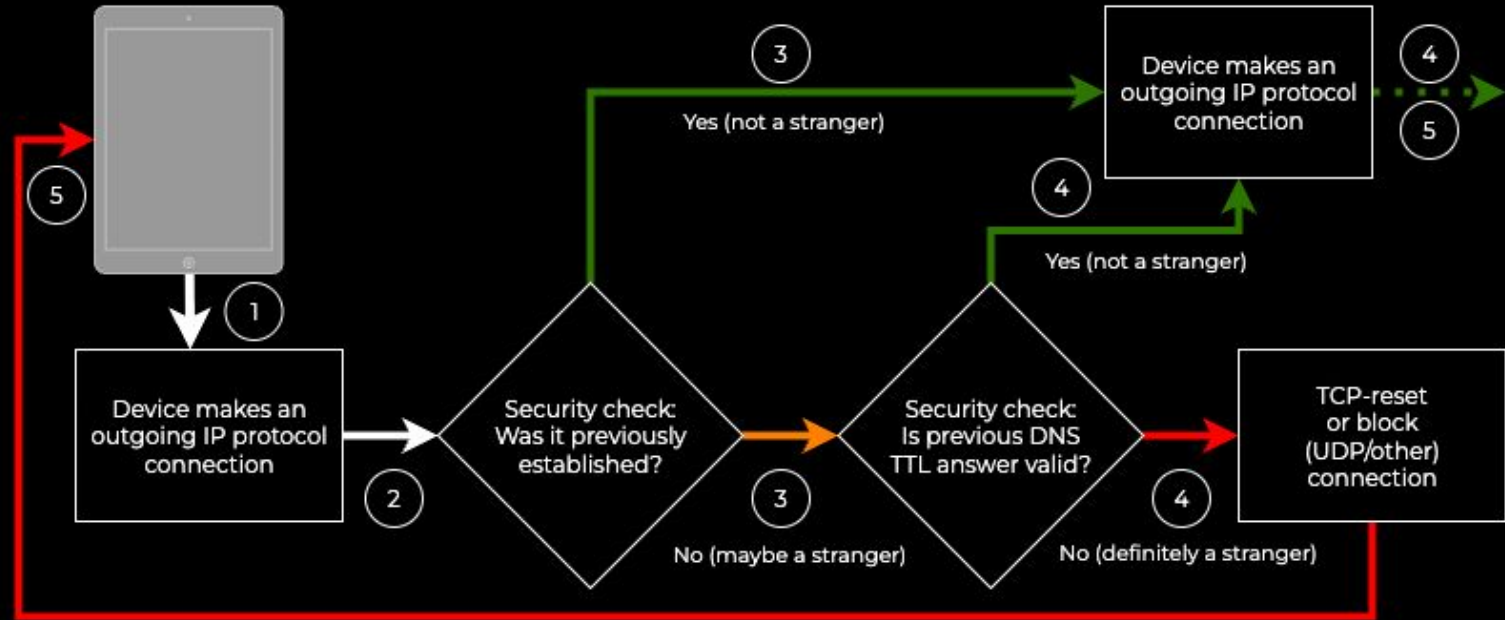 3
Yes (not a stranger)
Device makes an
outgoing IP protocol
connection
4
5
5
4
Yes (not a stranger)
1
Device makes an
outgoing IP protocol
connection
2
Security check:
Was it previously
established?
3
No (maybe a stranger)
Security check:
Is previous DNS
TTL answer valid?
4
No (definitely a stranger)
TCP-reset
or block
(UDP/other)
connection